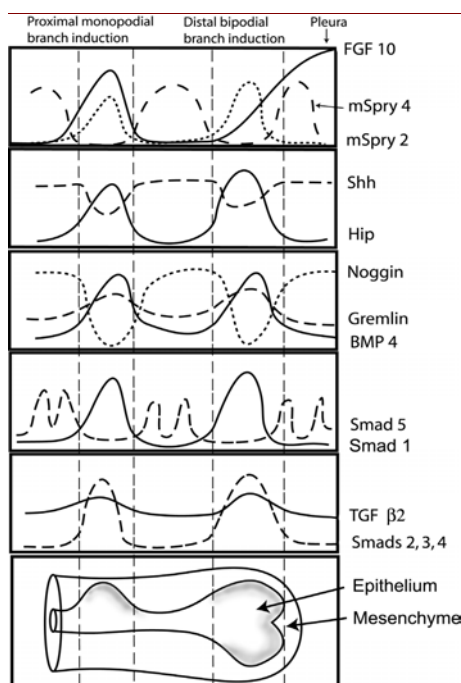 Proximal monopodial
branch induction
Distal bipodial
branch induction
Pleura
FGF 10
mSpry 4
mSpry 2
Shh
Hip
Noggin
Gremlin
BMP 4
Smad 5
Smad 1
TGF β2
Smads 2, 3, 4
Epithelium
Mesenchyme